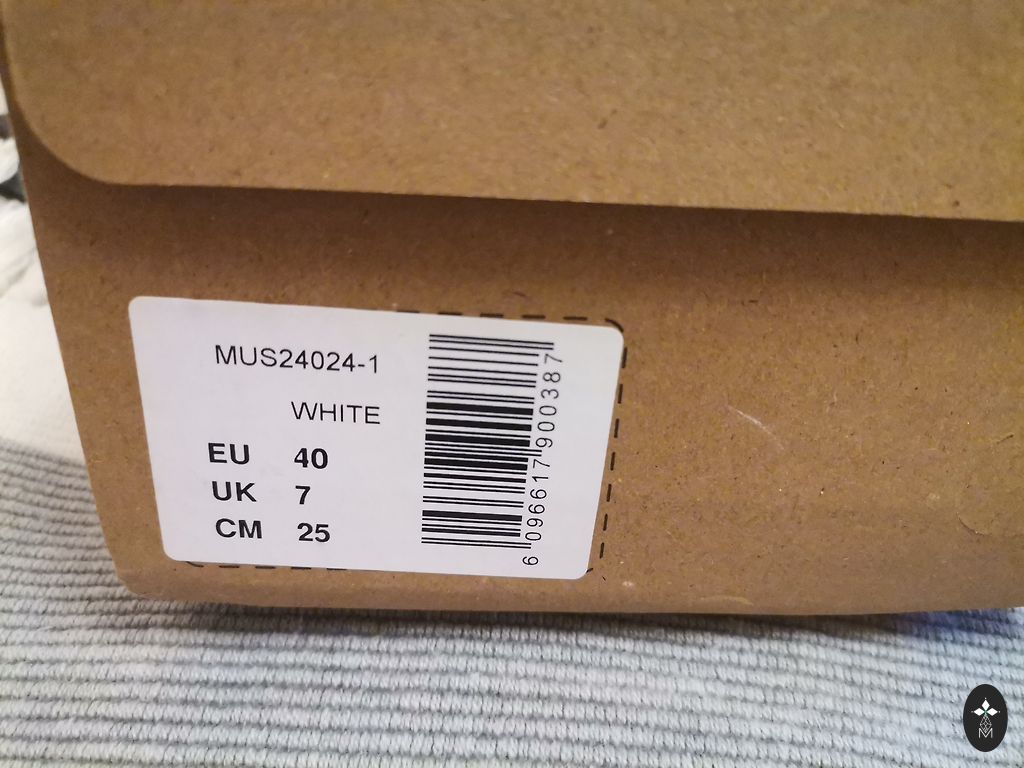 MUS24024-1
WHITE
EU 40
UK 7
CM 25
6 096617 900387
M